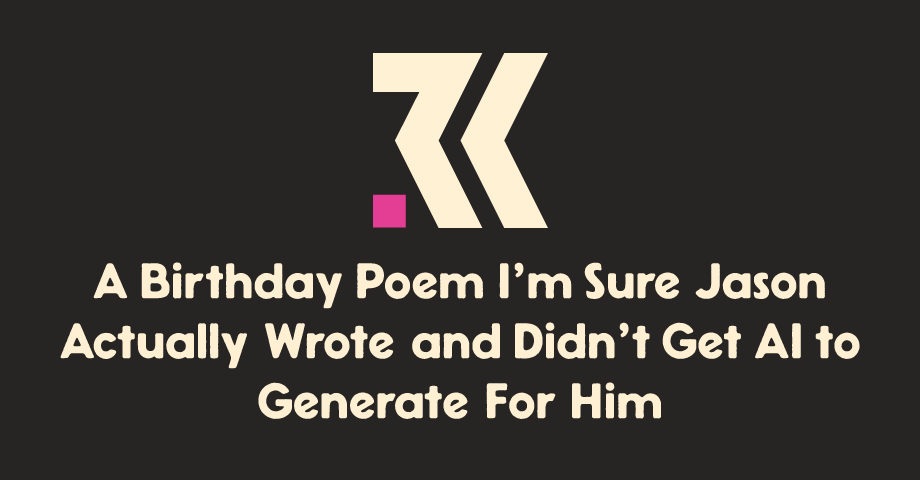 A Birthday Poem I’m Sure Jason
Actually Wrote and Didn’t Get AI to
Generate For Him